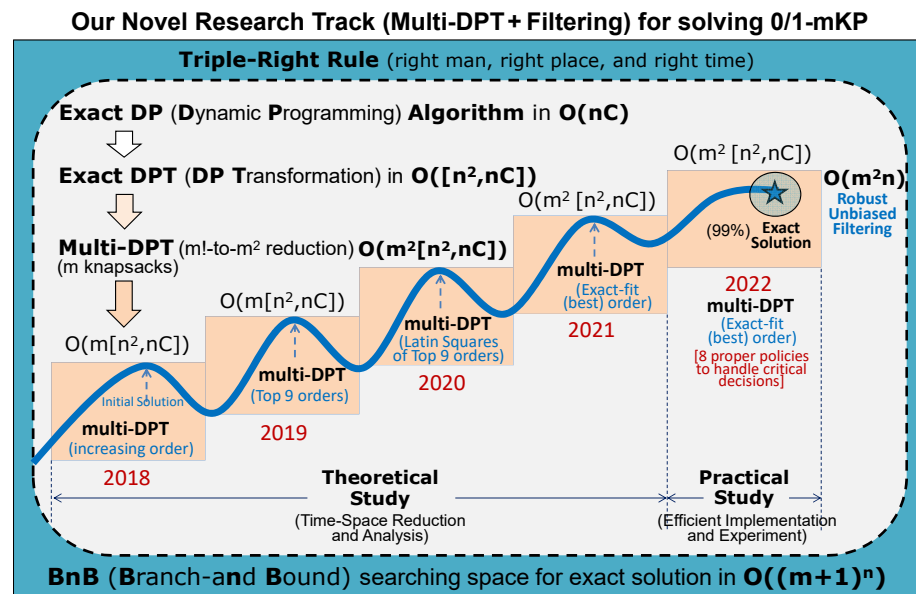 Our Novel Research Track (Multi-DPT + Filtering) for solving 0/1-mKP
Triple-Right Rule (right man, right place, and right time)
Exact DP (Dynamic Programming) Algorithm in O(nC)
Exact DPT (DP Transformation) in O([n²,nC])
Multi-DPT (m!-to-m² reduction) O(m²[n²,nC])
(m knapsacks)
O(m[n²,nC])
Initial Solution
multi-DPT
(increasing order)
2018
O(m[n²,nC])
multi-DPT
(Top 9 orders)
2019
multi-DPT
(Latin Squares
of Top 9 orders)
2020
O(m² [n²,nC])
multi-DPT
(Exact-fit
(best) order)
2021
O(m² [n²,nC])
(99%)
Exact
Solution
2022
multi-DPT
(Exact-fit
(best) order)
[8 proper policies
to handle critical
decisions]
O(m²n)
Robust
Unbiased
Filtering
Theoretical
Study
(Time-Space Reduction
and Analysis)
Practical
Study
(Efficient Implementation
and Experiment)
BnB (Branch-and Bound) searching space for exact solution in O((m+1)ⁿ)